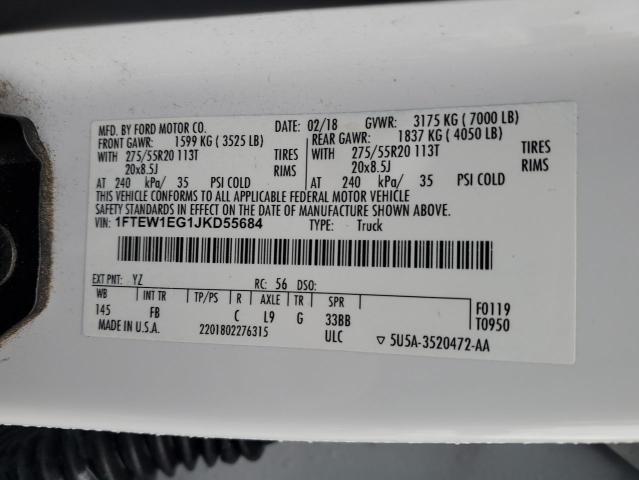 MFD. BY FORD MOTOR CO. DATE: 02/18 GVWR: 3175 KG ( 7000 LB)
FRONT GAWR: 1599 KG ( 3525 LB) REAR GAWR: 1837 KG ( 4050 LB)
WITH 275/55R20 113T TIRES WITH 275/55R20 113T TIRES
20x8.5J RIMS 20x8.5J RIMS
AT 240 kPa/ 35 PSI COLD AT 240 kPa/ 35 PSI COLD
THIS VEHICLE CONFORMS TO ALL APPLICABLE FEDERAL MOTOR VEHICLE
SAFETY STANDARDS IN EFFECT ON THE DATE OF MANUFACTURE SHOWN ABOVE.
VIN: 1FTEW1EG1JKD55684 TYPE: Truck
EXT PNT: YZ RC: 56 DSO:
WB INT TR TP/PS R AXLE TR SPR F0119
145 FB C L9 G 33BB T0950
MADE IN U.S.A. 2201802276315 ULC ▽ 5U5A-3520472-AA